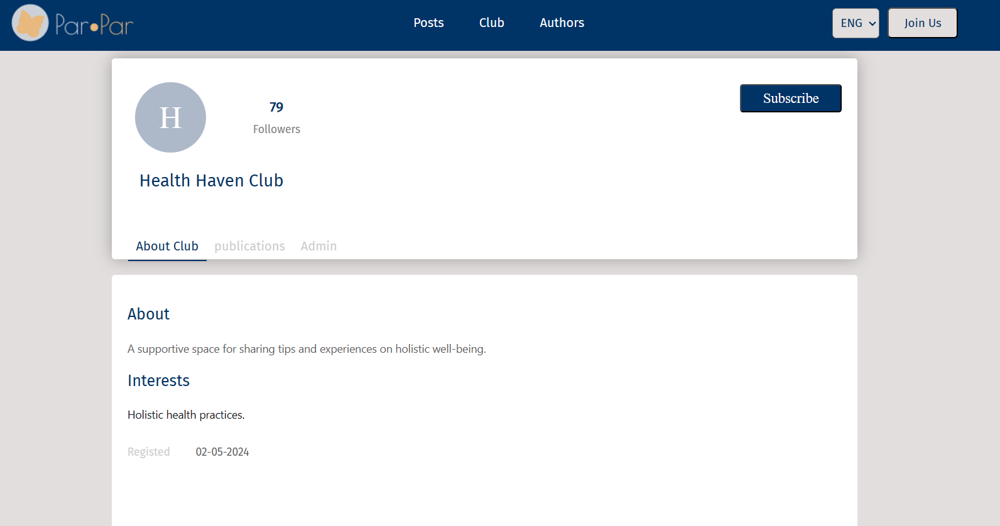 Par•Par
Posts
Club
Authors
ENG
Join Us
H
79
Followers
Subscribe
Health Haven Club
About Club
publications
Admin
About
A supportive space for sharing tips and experiences on holistic well-being.
Interests
Holistic health practices.
Registed 02-05-2024